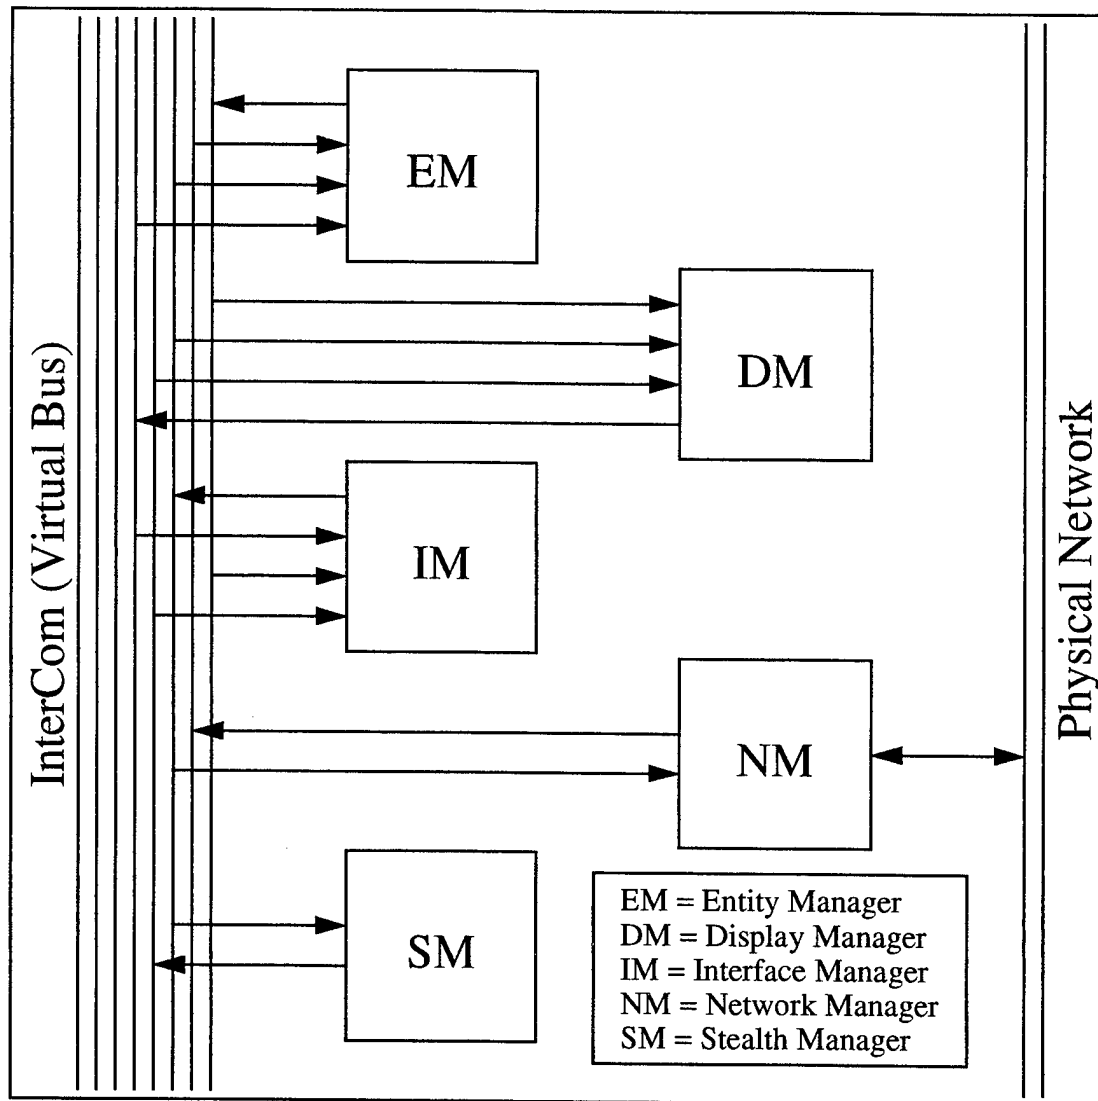 InterCom (Virtual Bus)
EM
DM
IM
NM
SM
Physical Network
EM = Entity Manager
DM = Display Manager
IM = Interface Manager
NM = Network Manager
SM = Stealth Manager